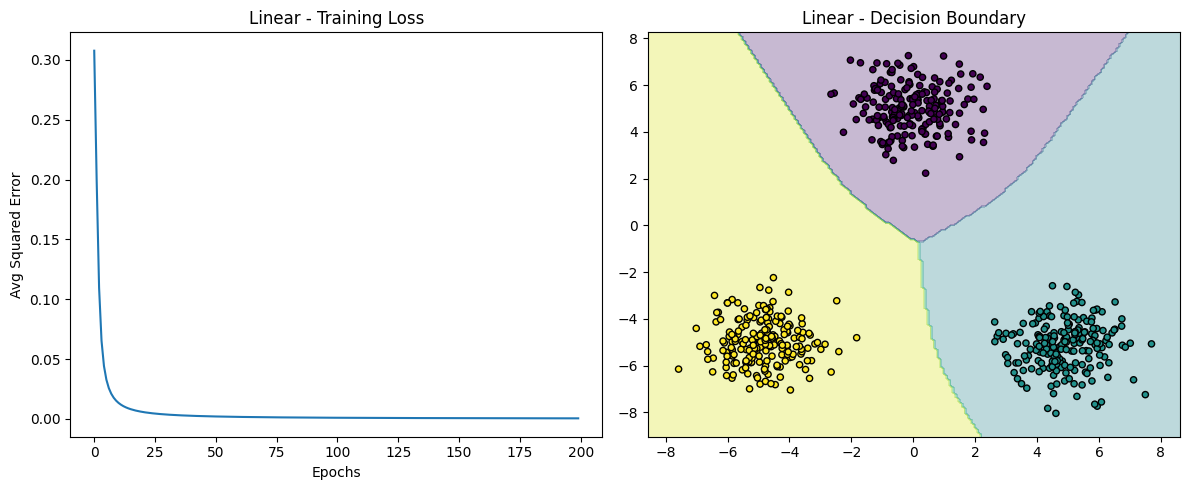 Linear - Training Loss
0.30
0.25
0.20
0.15
0.10
0.05
0.00
Avg Squared Error
0 25 50 75 100 125 150 175 200
Epochs
Linear - Decision Boundary
8
6
4
2
0
−2
−4
−6
−8
−8 −6 −4 −2 0 2 4 6 8